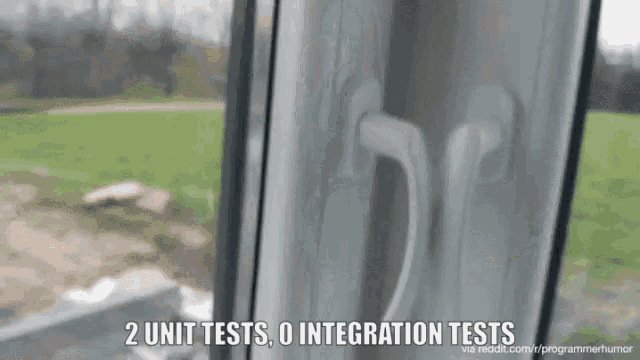 2 UNIT TESTS, 0 INTEGRATION TESTS
via reddit.com/r/programmerhumor